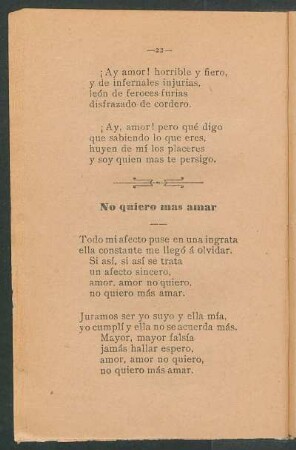 —22—
¡Ay amor! horrible y fiero,
y de infernales injurias,
león de feroces furias
disfrazado de cordero.
¡Ay, amor! pero qué digo
que sabiendo lo que eres,
huyen de mí los placeres
y soy quien mas te persigo.
No quiero mas amar
Todo mi afecto puse en una ingrata
ella constante me llegó á olvidar.
Si así, si así se trata
un afecto sincero,
amor, amor no quiero,
no quiero más amar.
Juramos ser yo suyo y ella mía,
yo cumplí y ella no se acuerda más.
Mayor, mayor falsía
jamás hallar espero,
amor, amor no quiero,
no quiero más amar.